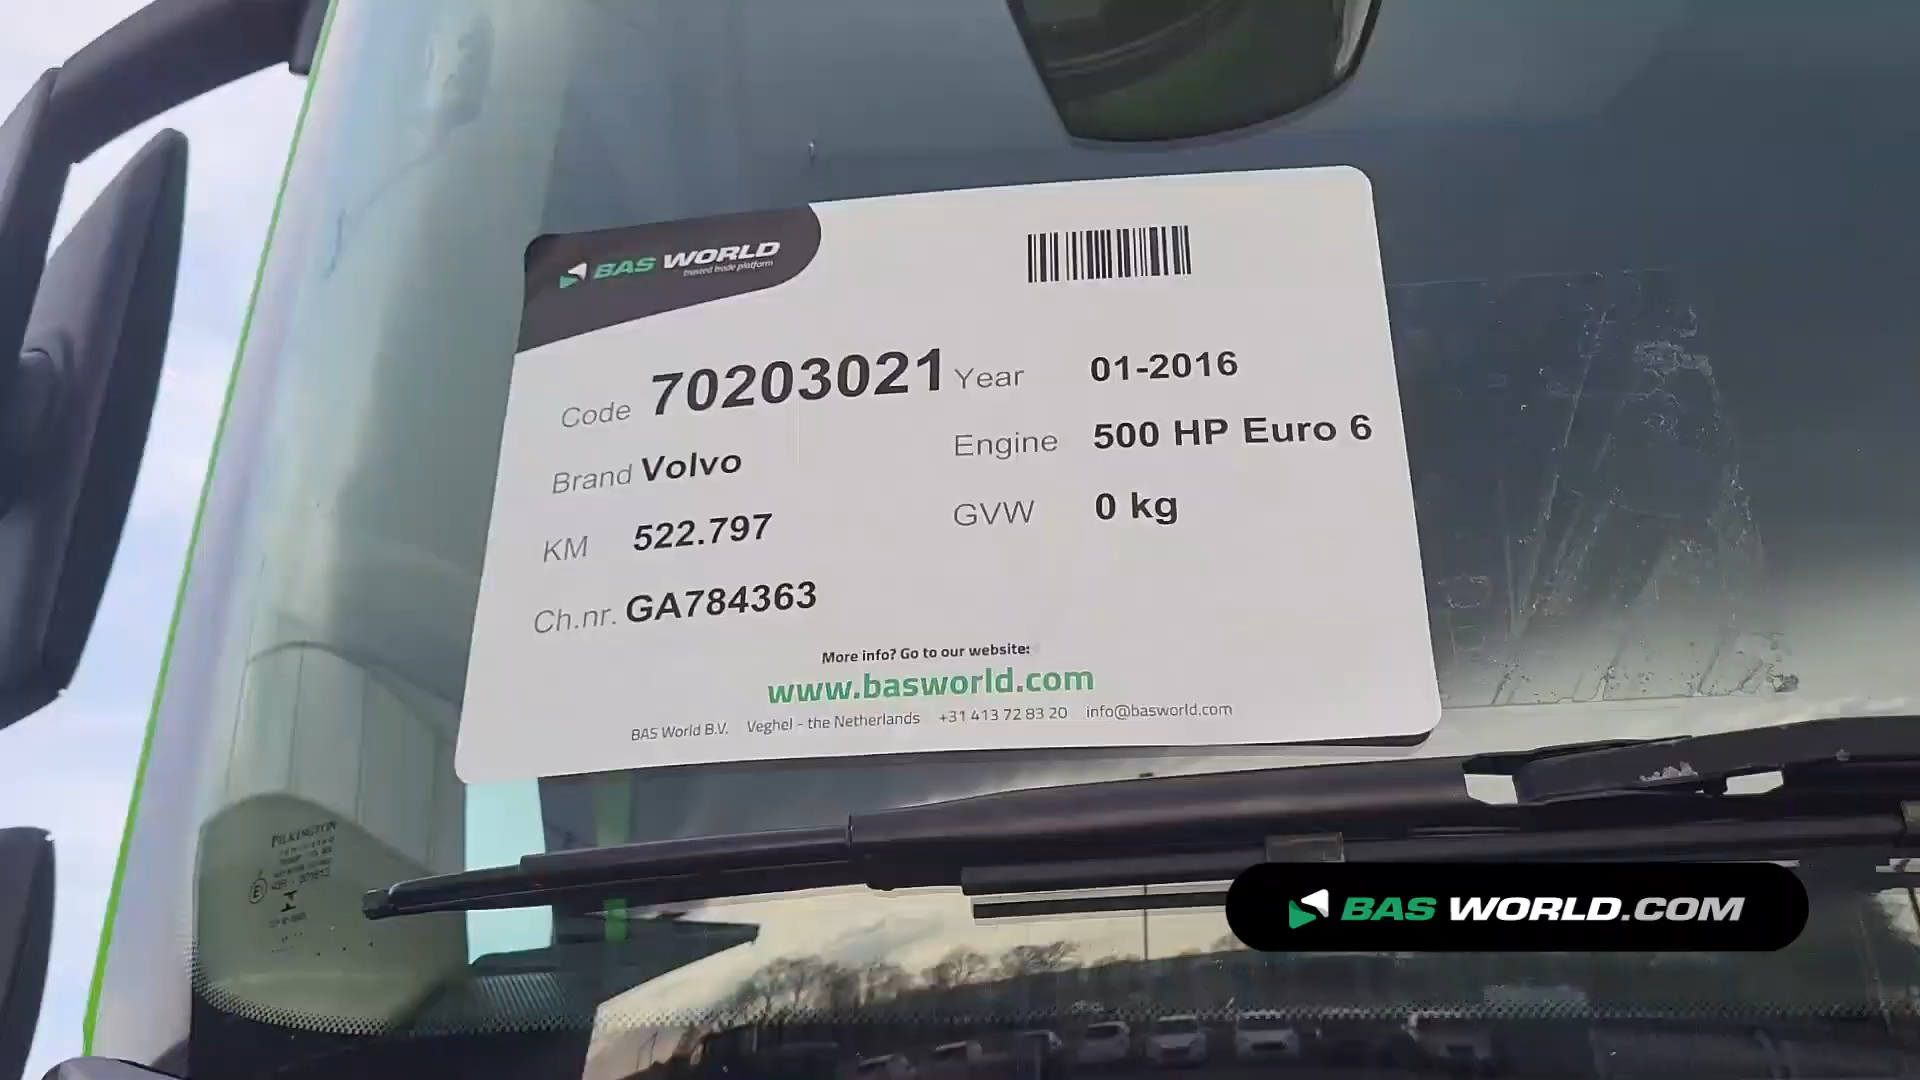 BAS WORLD
trusted trade platform
Code 70203021
Year 01-2016
Brand Volvo
Engine 500 HP Euro 6
KM 522.797
GVW 0 kg
Ch.nr. GA784363
More info? Go to our website:
www.basworld.com
BAS World B.V. Veghel - the Netherlands +31 413 72 83 20 info@basworld.com
PILKINGTON
BAS WORLD.COM